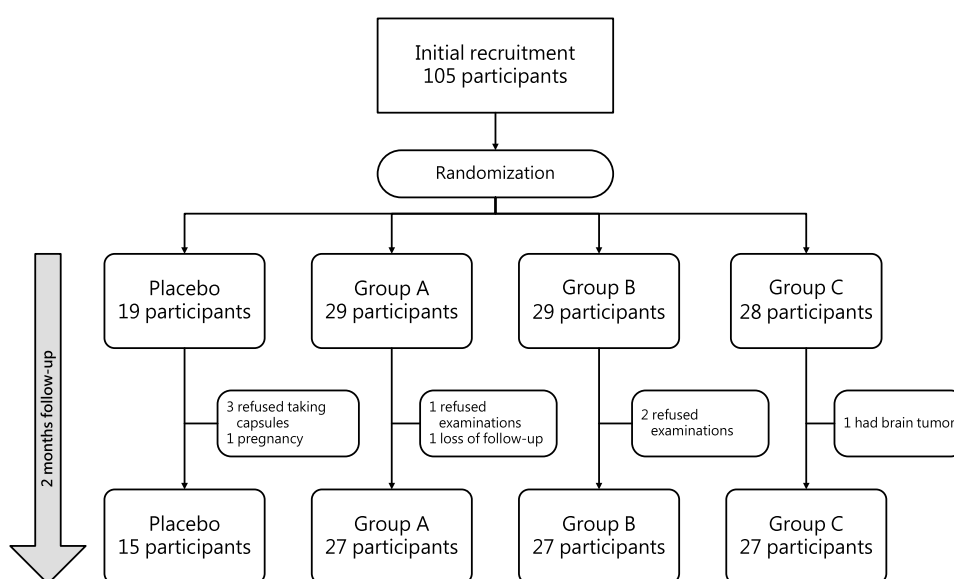 Initial recruitment
105 participants
Randomization
Placebo
19 participants
Group A
29 participants
Group B
29 participants
Group C
28 participants
2 months follow-up
3 refused taking
capsules
1 pregnancy
1 refused
examinations
1 loss of follow-up
2 refused
examinations
1 had brain tumor
Placebo
15 participants
Group A
27 participants
Group B
27 participants
Group C
27 participants